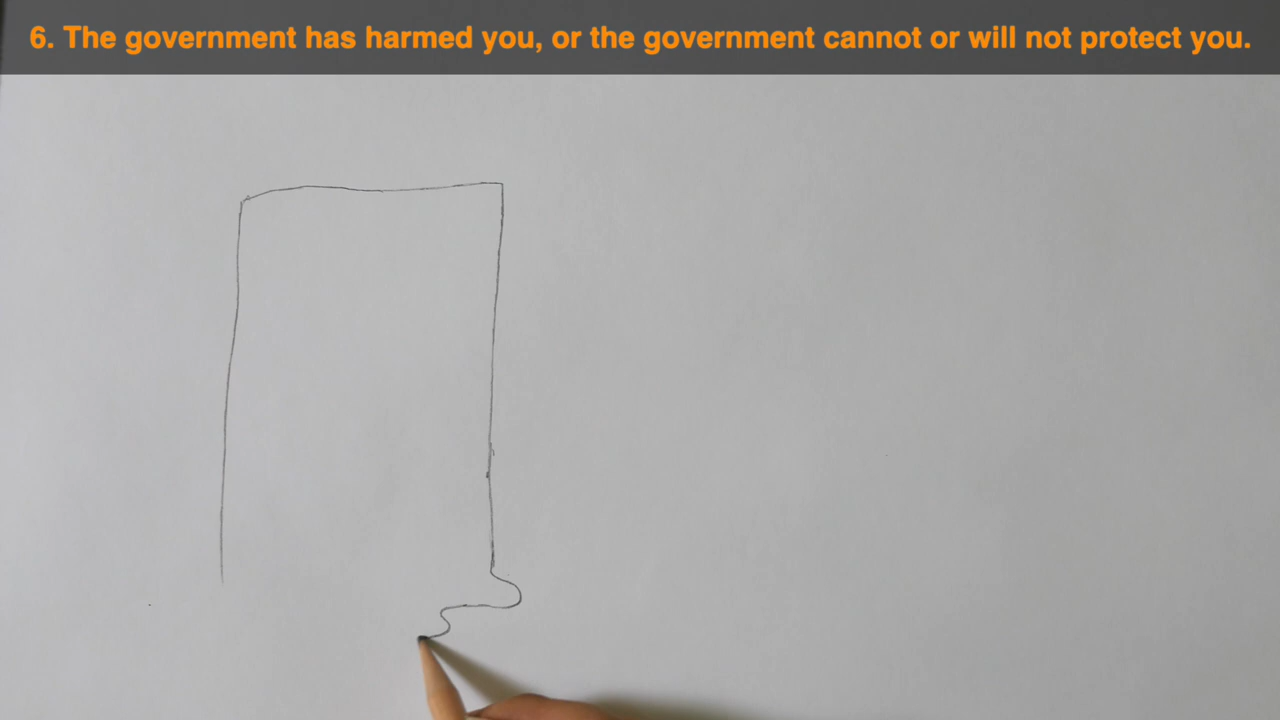 6. The government has harmed you, or the government cannot or will not protect you.